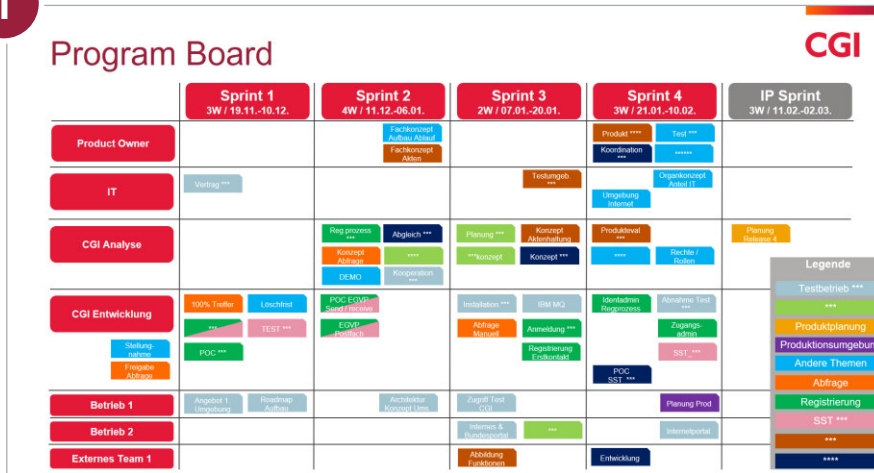 Program Board
CGI
Sprint 1
3W / 19.11.-10.12.
Sprint 2
4W / 11.12.-06.01.
Sprint 3
2W / 07.01.-20.01.
Sprint 4
3W / 21.01.-10.02.
IP Sprint
3W / 11.02.-02.03.
Product Owner
Fachkonzept
Aufbau Ablauf
Fachkonzept
Akten
Produkt ****
Test ***
Koordination
***
******
IT
Vertrag ***
Testumgeb.
***
Organkonzept
Anteil IT
Umgebung
Internet
CGI Analyse
Reg.prozess
***
Abgleich ***
Konzept
Abfrage
****
DEMO
Kooperation
***
Planung ***
Konzept
Aktenhaltung
***konzept
Konzept ***
Produkteval
***
****
Rechte /
Rollen
Planung
Release 4
CGI Entwicklung
Stellung-
nahme
Freigabe
Abfrage
100% Treffer
Löschfrist
***
TEST ***
POC ***
POC EGVP
Send / receive
EGVP
Postfach
Installation ***
IBM MQ
Abfrage
Manuell
Anmeldung ***
Registrierung
Erstkontakt
Identadmin
Regprozess
Abnahme Test
***
Zugangs-
admin
SST_***
POC
SST ***
Betrieb 1
Angebot 1
Umgebung
Roadmap
Aufbau
Architektur
Konzept Ums.
Zugriff Test
CGI
Planung Prod
Betrieb 2
Internes &
Bundesportal
***
Internetportal
Externes Team 1
Abbildung
Funktionen
Entwicklung
Legende
Testbetrieb ***
***
Produktplanung
Produktionsumgebun
Andere Themen
Abfrage
Registrierung
SST ***
***
****